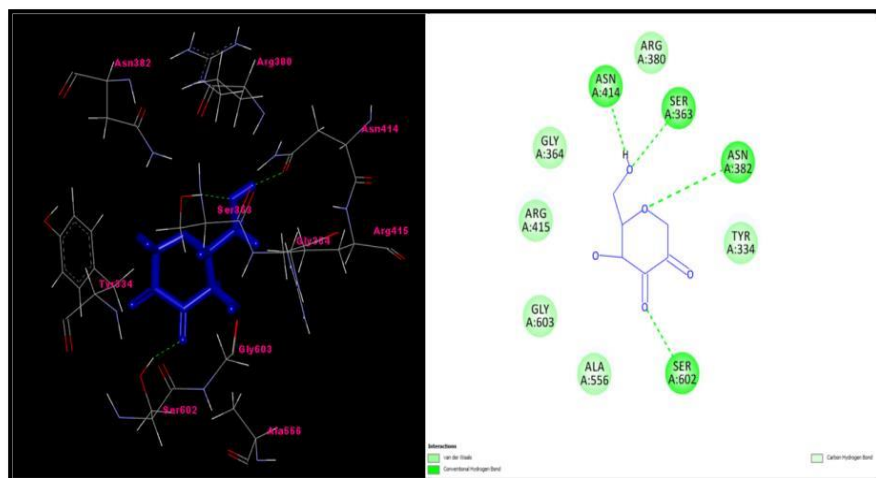 Asn382
Arg380
Asn414
Ser363
Arg415
Gly364
Tyr334
Gly603
Ser602
Ala556
ARG
A:380
ASN
A:414
SER
A:363
GLY
A:364
ASN
A:382
H
O
O
ARG
A:415
TYR
A:334
O
O
O
GLY
A:603
ALA
A:556
SER
A:602
Interactions
van der Waals
Conventional Hydrogen Bond
Carbon Hydrogen Bond